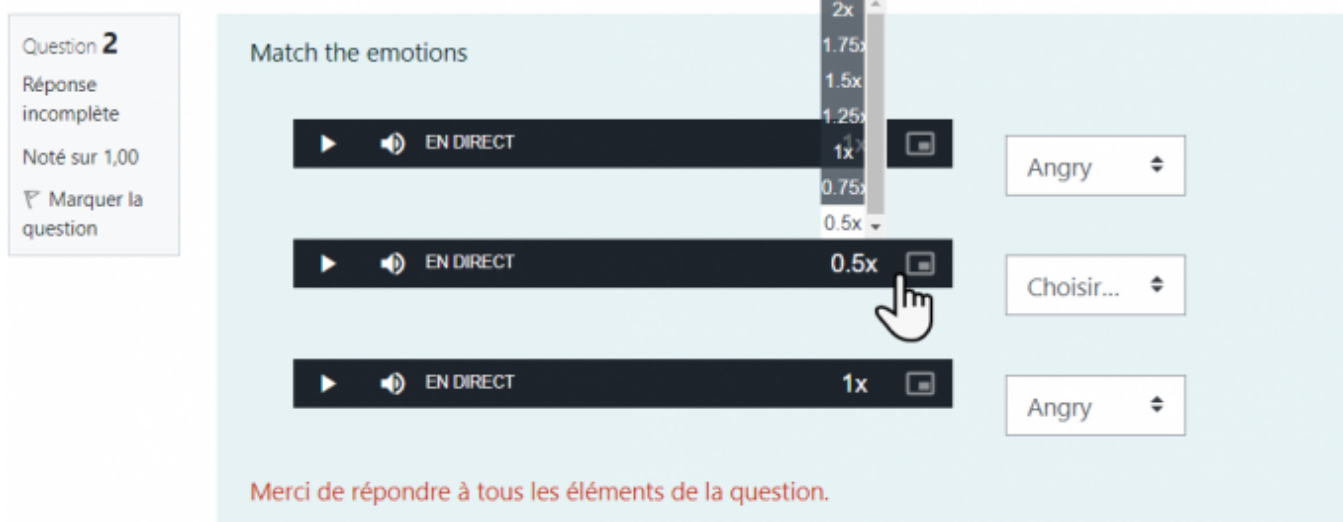 Question 2
Réponse
incomplète
Noté sur 1,00
Marquer la
question
Match the emotions
2x
1.75x
1.5x
1.25x
1x
0.75x
0.5x
EN DIRECT
Angry
EN DIRECT 0.5x
Choisir...
EN DIRECT 1x
Angry
Merci de répondre à tous les éléments de la question.